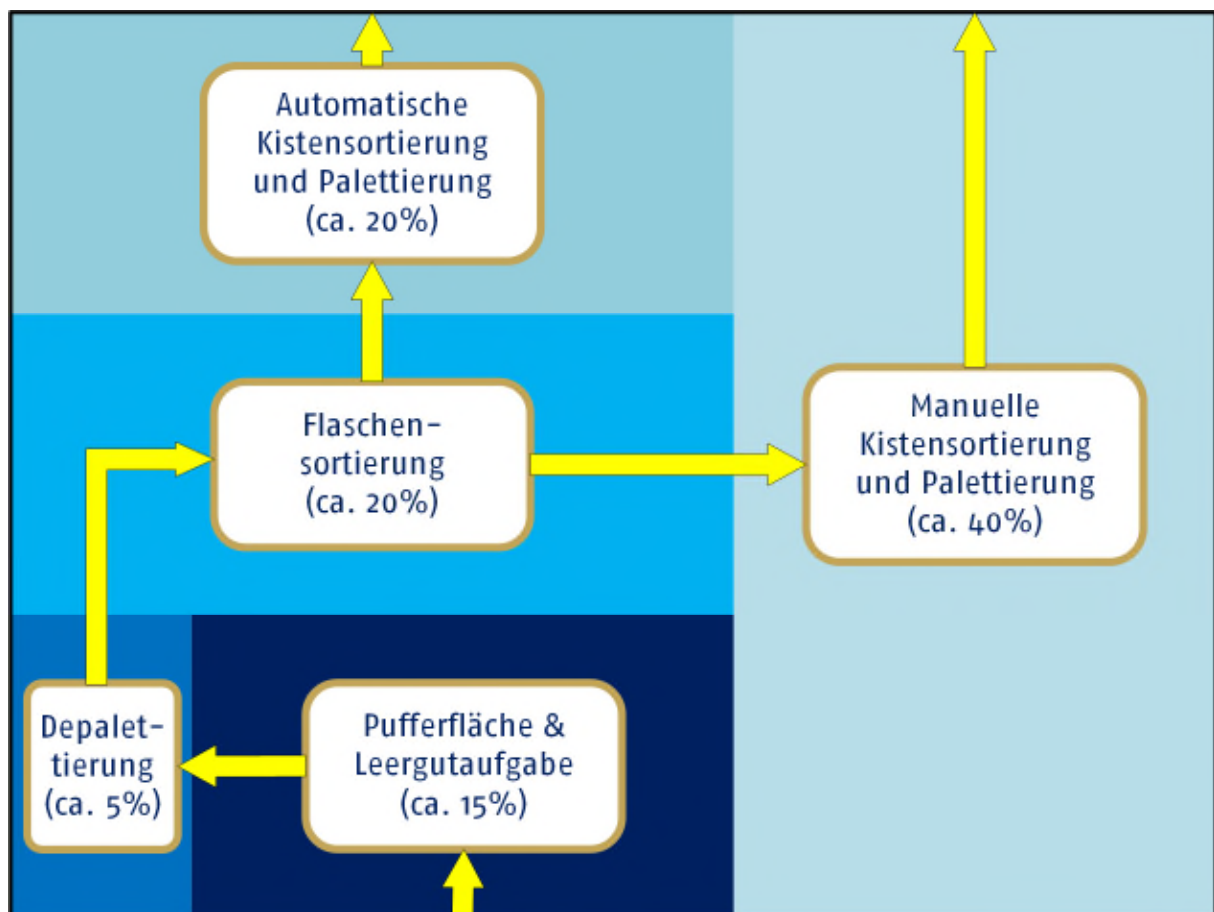 Automatische
Kistensortierung
und Palettierung
(ca. 20%)
Flaschen-
sortierung
(ca. 20%)
Manuelle
Kistensortierung
und Palettierung
(ca. 40%)
Depalet-
tierung
(ca. 5%)
Pufferfläche &
Leergutaufgabe
(ca. 15%)